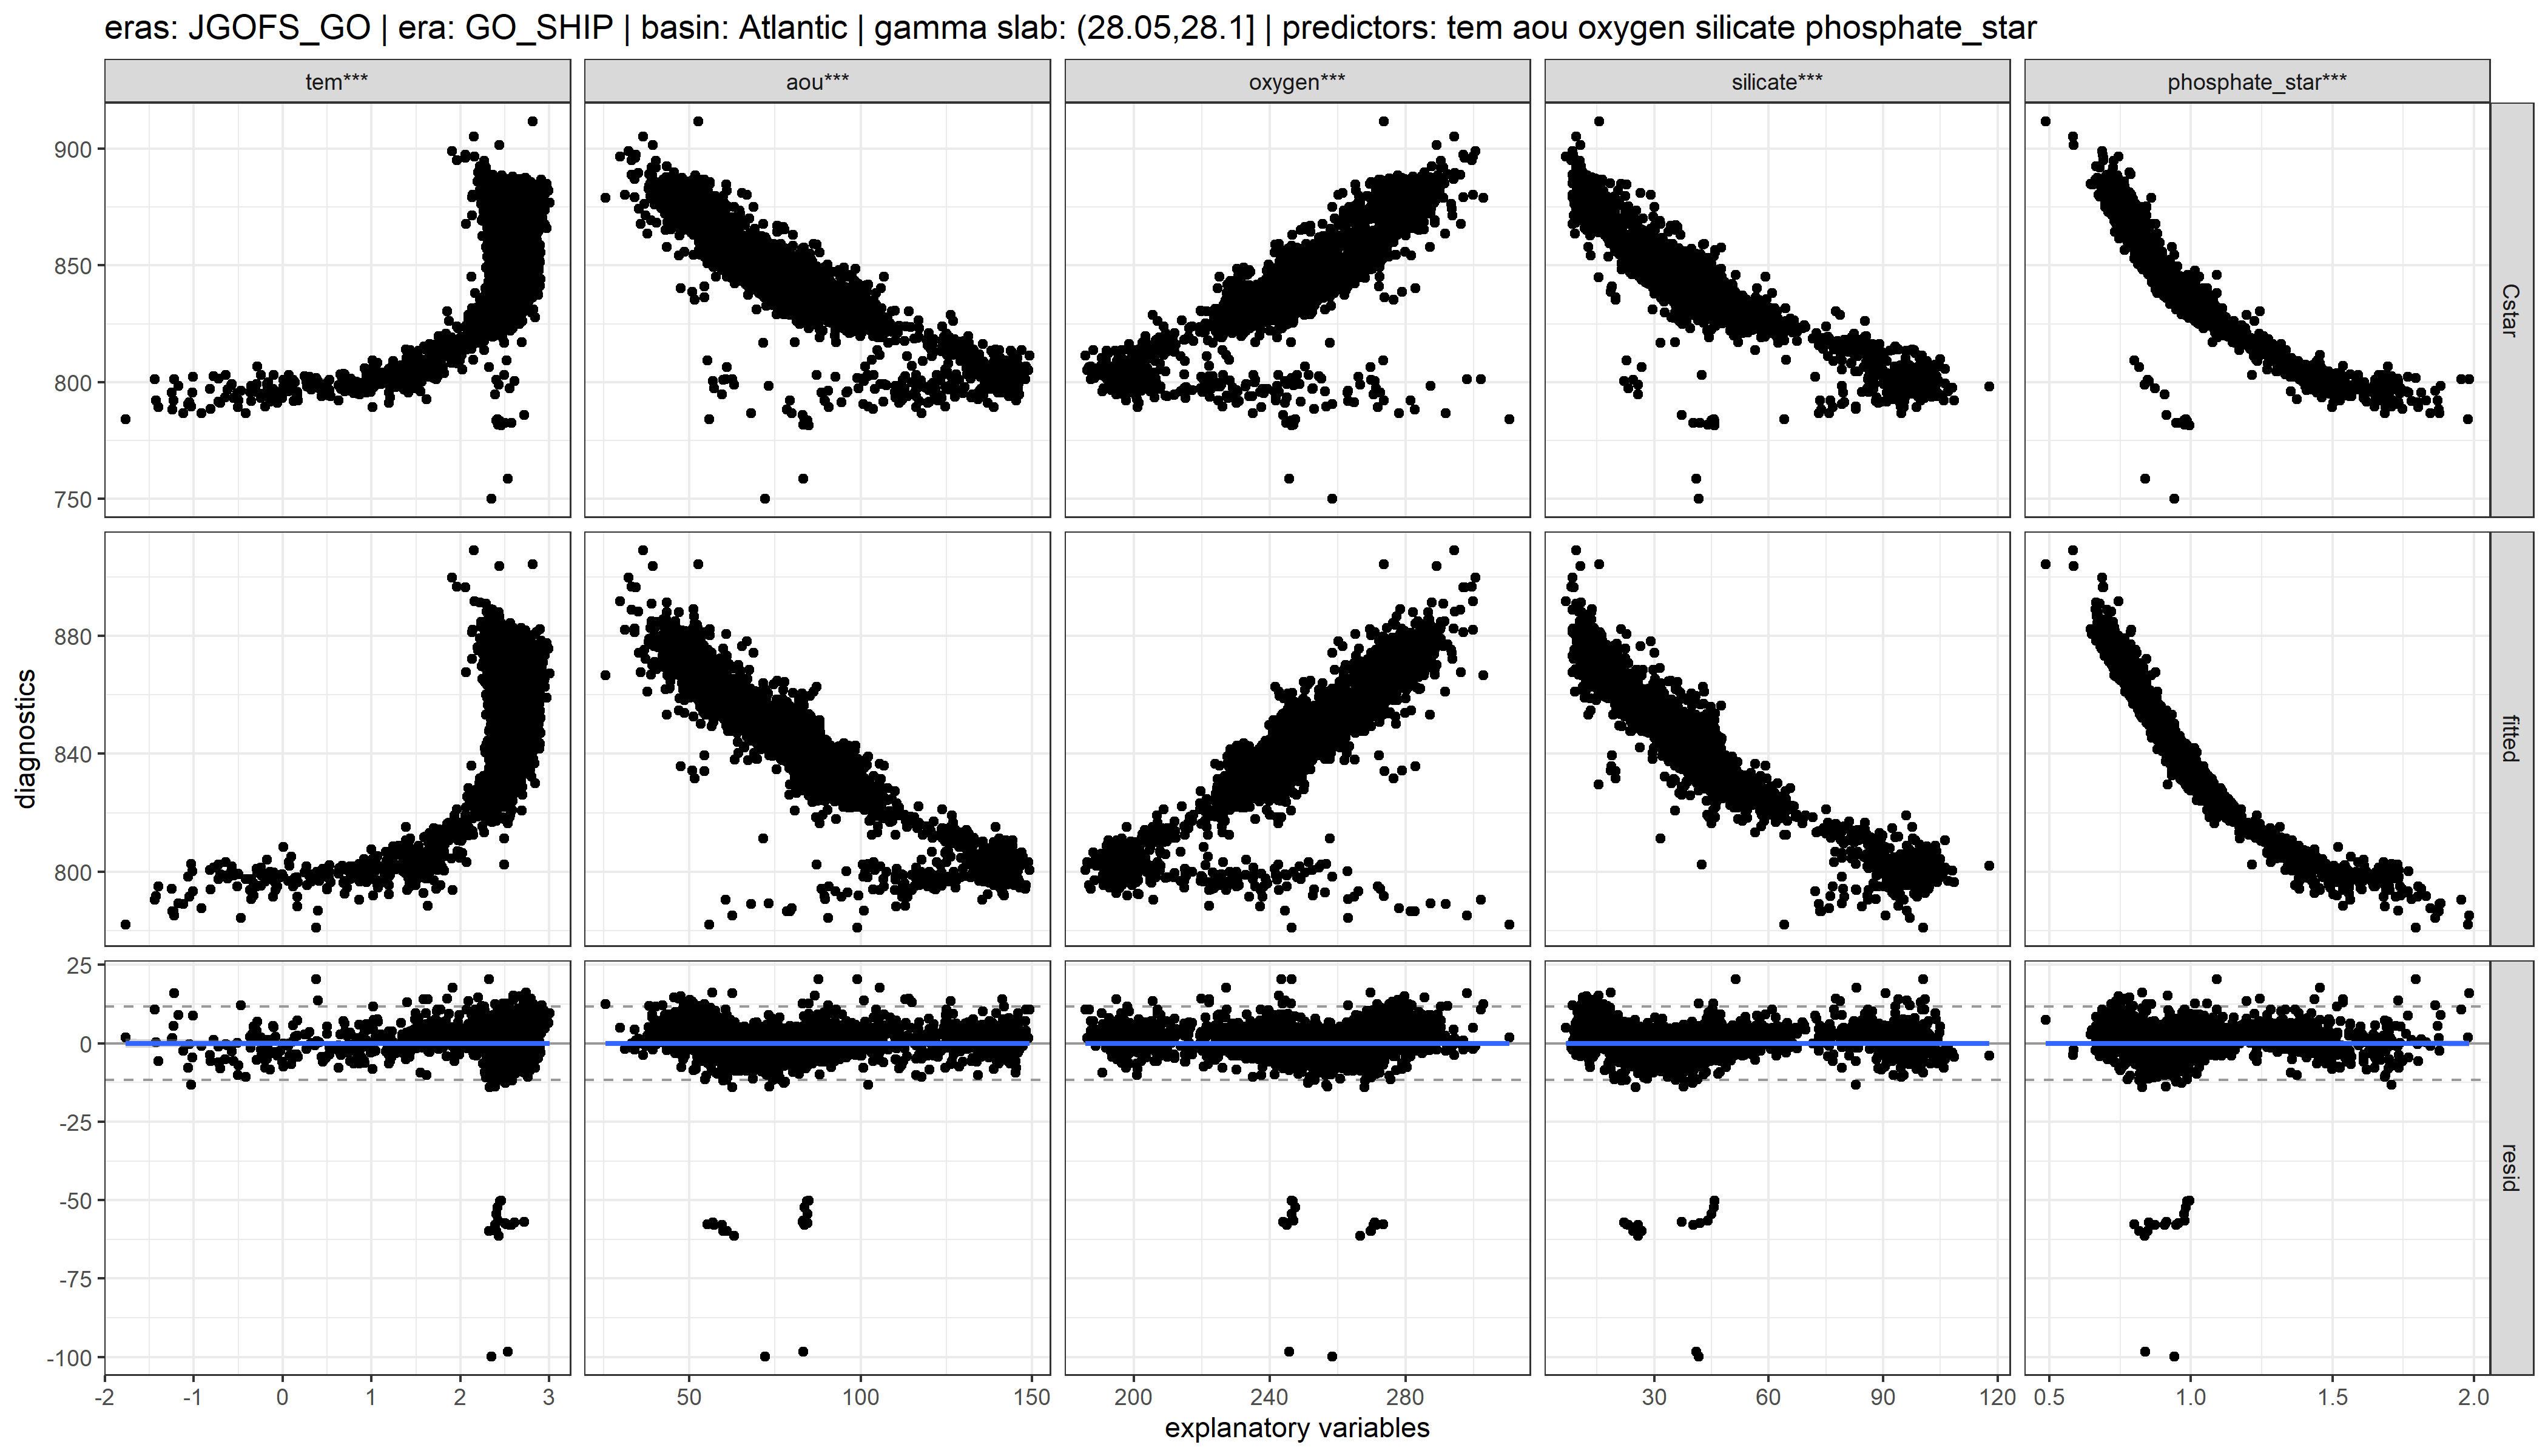 eras: JGOFS_GO | era: GO_SHIP | basin: Atlantic | gamma slab: (28.05,28.1] | predictors: tem aou oxygen silicate phosphate_star
tem*** aou*** oxygen*** silicate*** phosphate_star***
900
850
800
750
Cstar
880
840
800
fitted
diagnostics
25
0
-25
-50
-75
-100
resid
-2 -1 0 1 2 3 50 100 150 200 240 280 30 60 90 120 0.5 1.0 1.5 2.0
explanatory variables